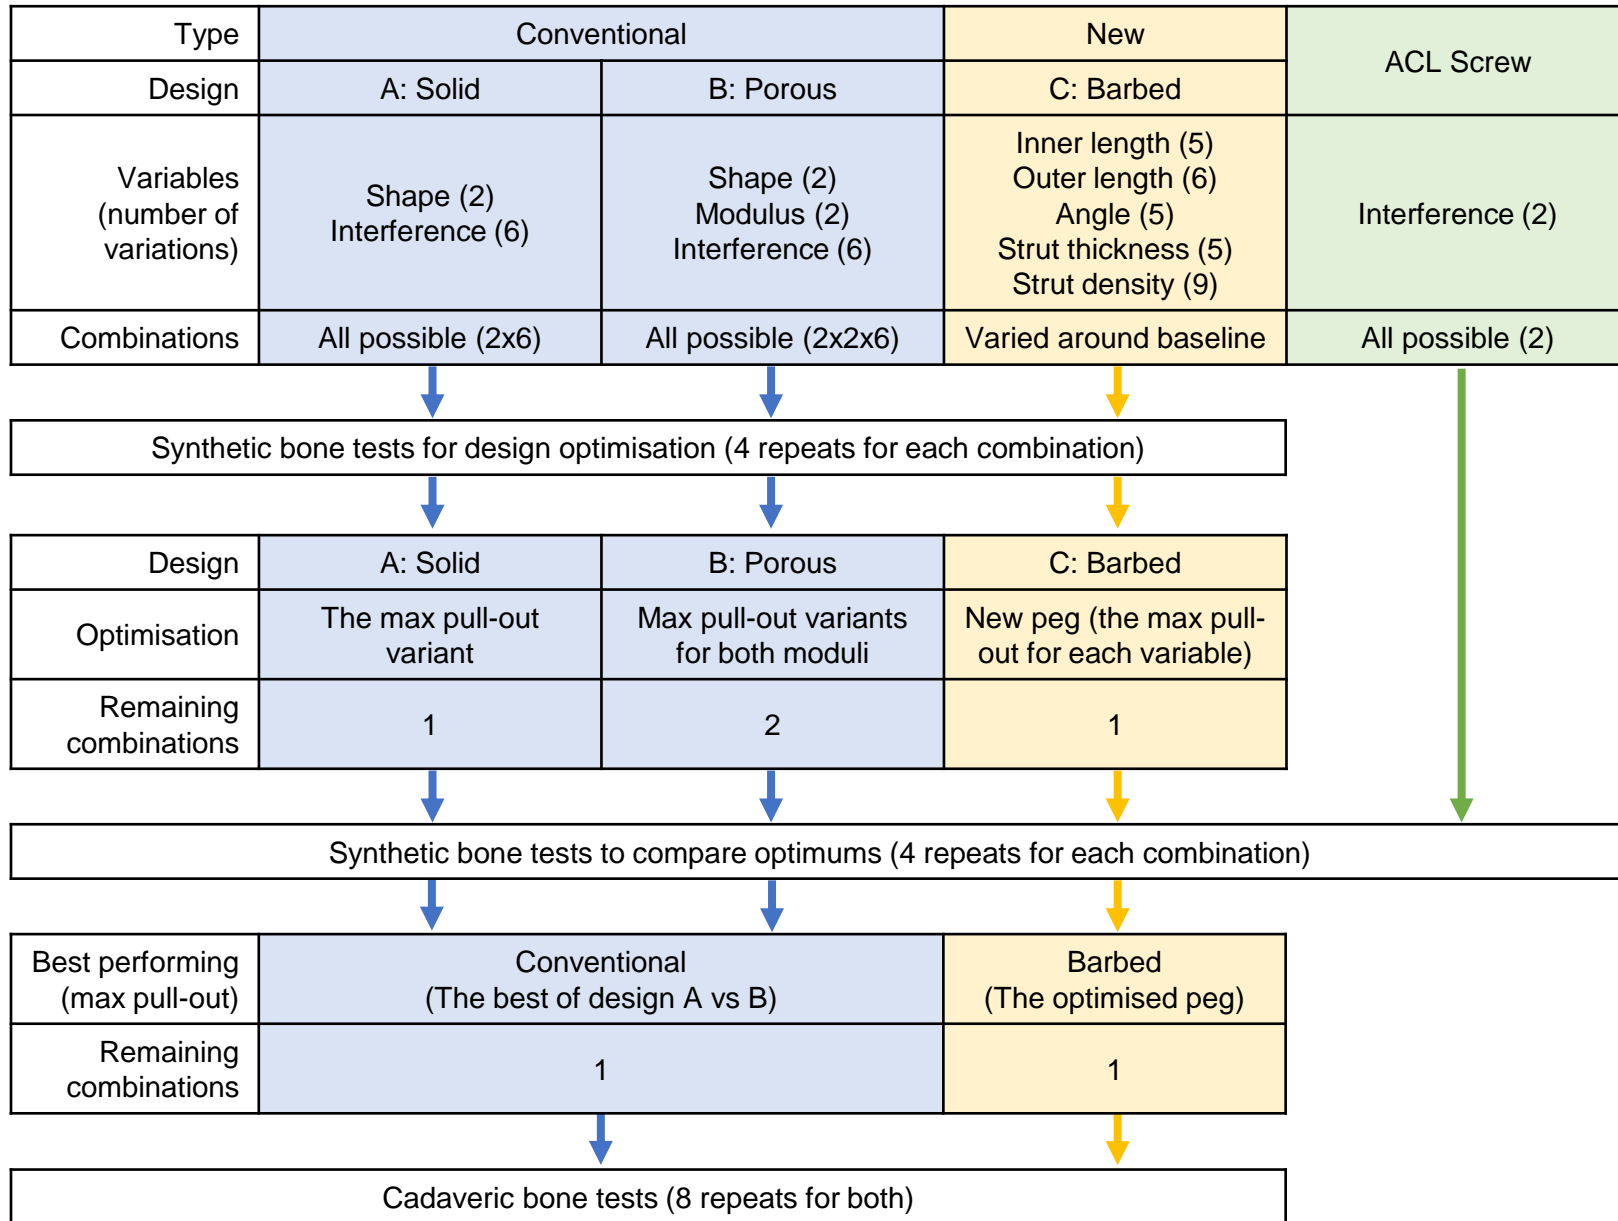 Type
Conventional
New
ACL Screw
Design
A: Solid
B: Porous
C: Barbed
Variables
(number of
variations)
Shape (2)
Interference (6)
Shape (2)
Modulus (2)
Interference (6)
Inner length (5)
Outer length (6)
Angle (5)
Strut thickness (5)
Strut density (9)
Interference (2)
Combinations
All possible (2x6)
All possible (2x2x6)
Varied around baseline
All possible (2)
Synthetic bone tests for design optimisation (4 repeats for each combination)
Design
A: Solid
B: Porous
C: Barbed
Optimisation
The max pull-out
variant
Max pull-out variants
for both moduli
New peg (the max pull-
out for each variable)
Remaining
combinations
1
2
1
Synthetic bone tests to compare optimums (4 repeats for each combination)
Best performing
(max pull-out)
Conventional
(The best of design A vs B)
Barbed
(The optimised peg)
Remaining
combinations
1
1
Cadaveric bone tests (8 repeats for both)